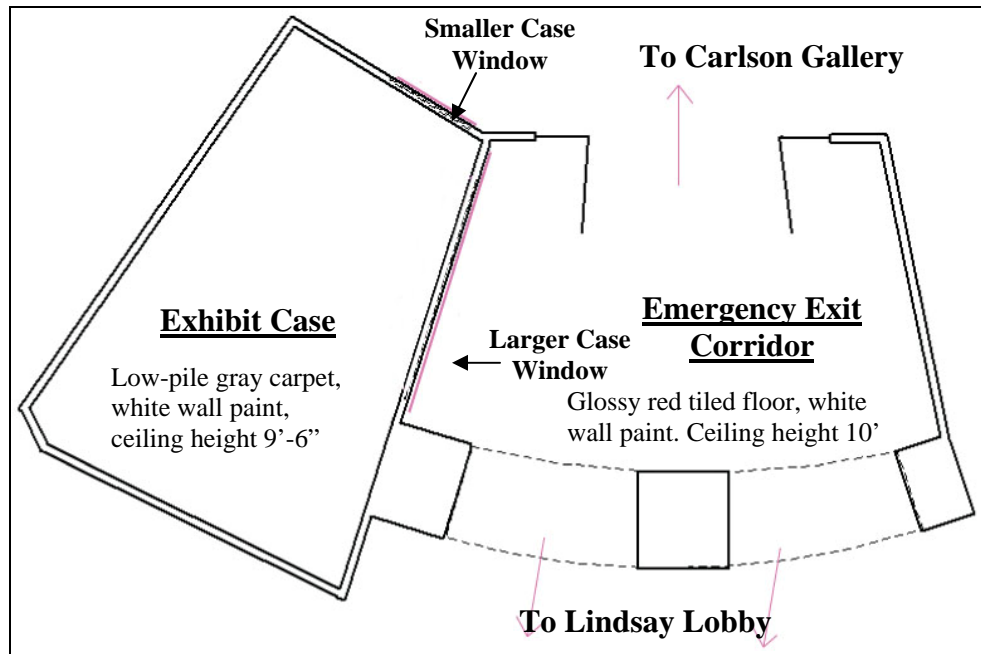 Smaller Case
Window
To Carlson Gallery
Exhibit Case
Low-pile gray carpet,
white wall paint,
ceiling height 9’-6”
Larger Case
Window
Emergency Exit
Corridor
Glossy red tiled floor, white
wall paint. Ceiling height 10’
To Lindsay Lobby